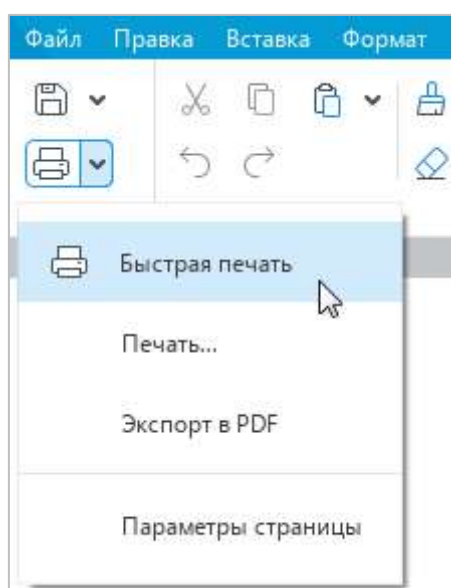 Файл Правка Вставка Формат
Быстрая печать
Печать...
Экспорт в PDF
Параметры страницы